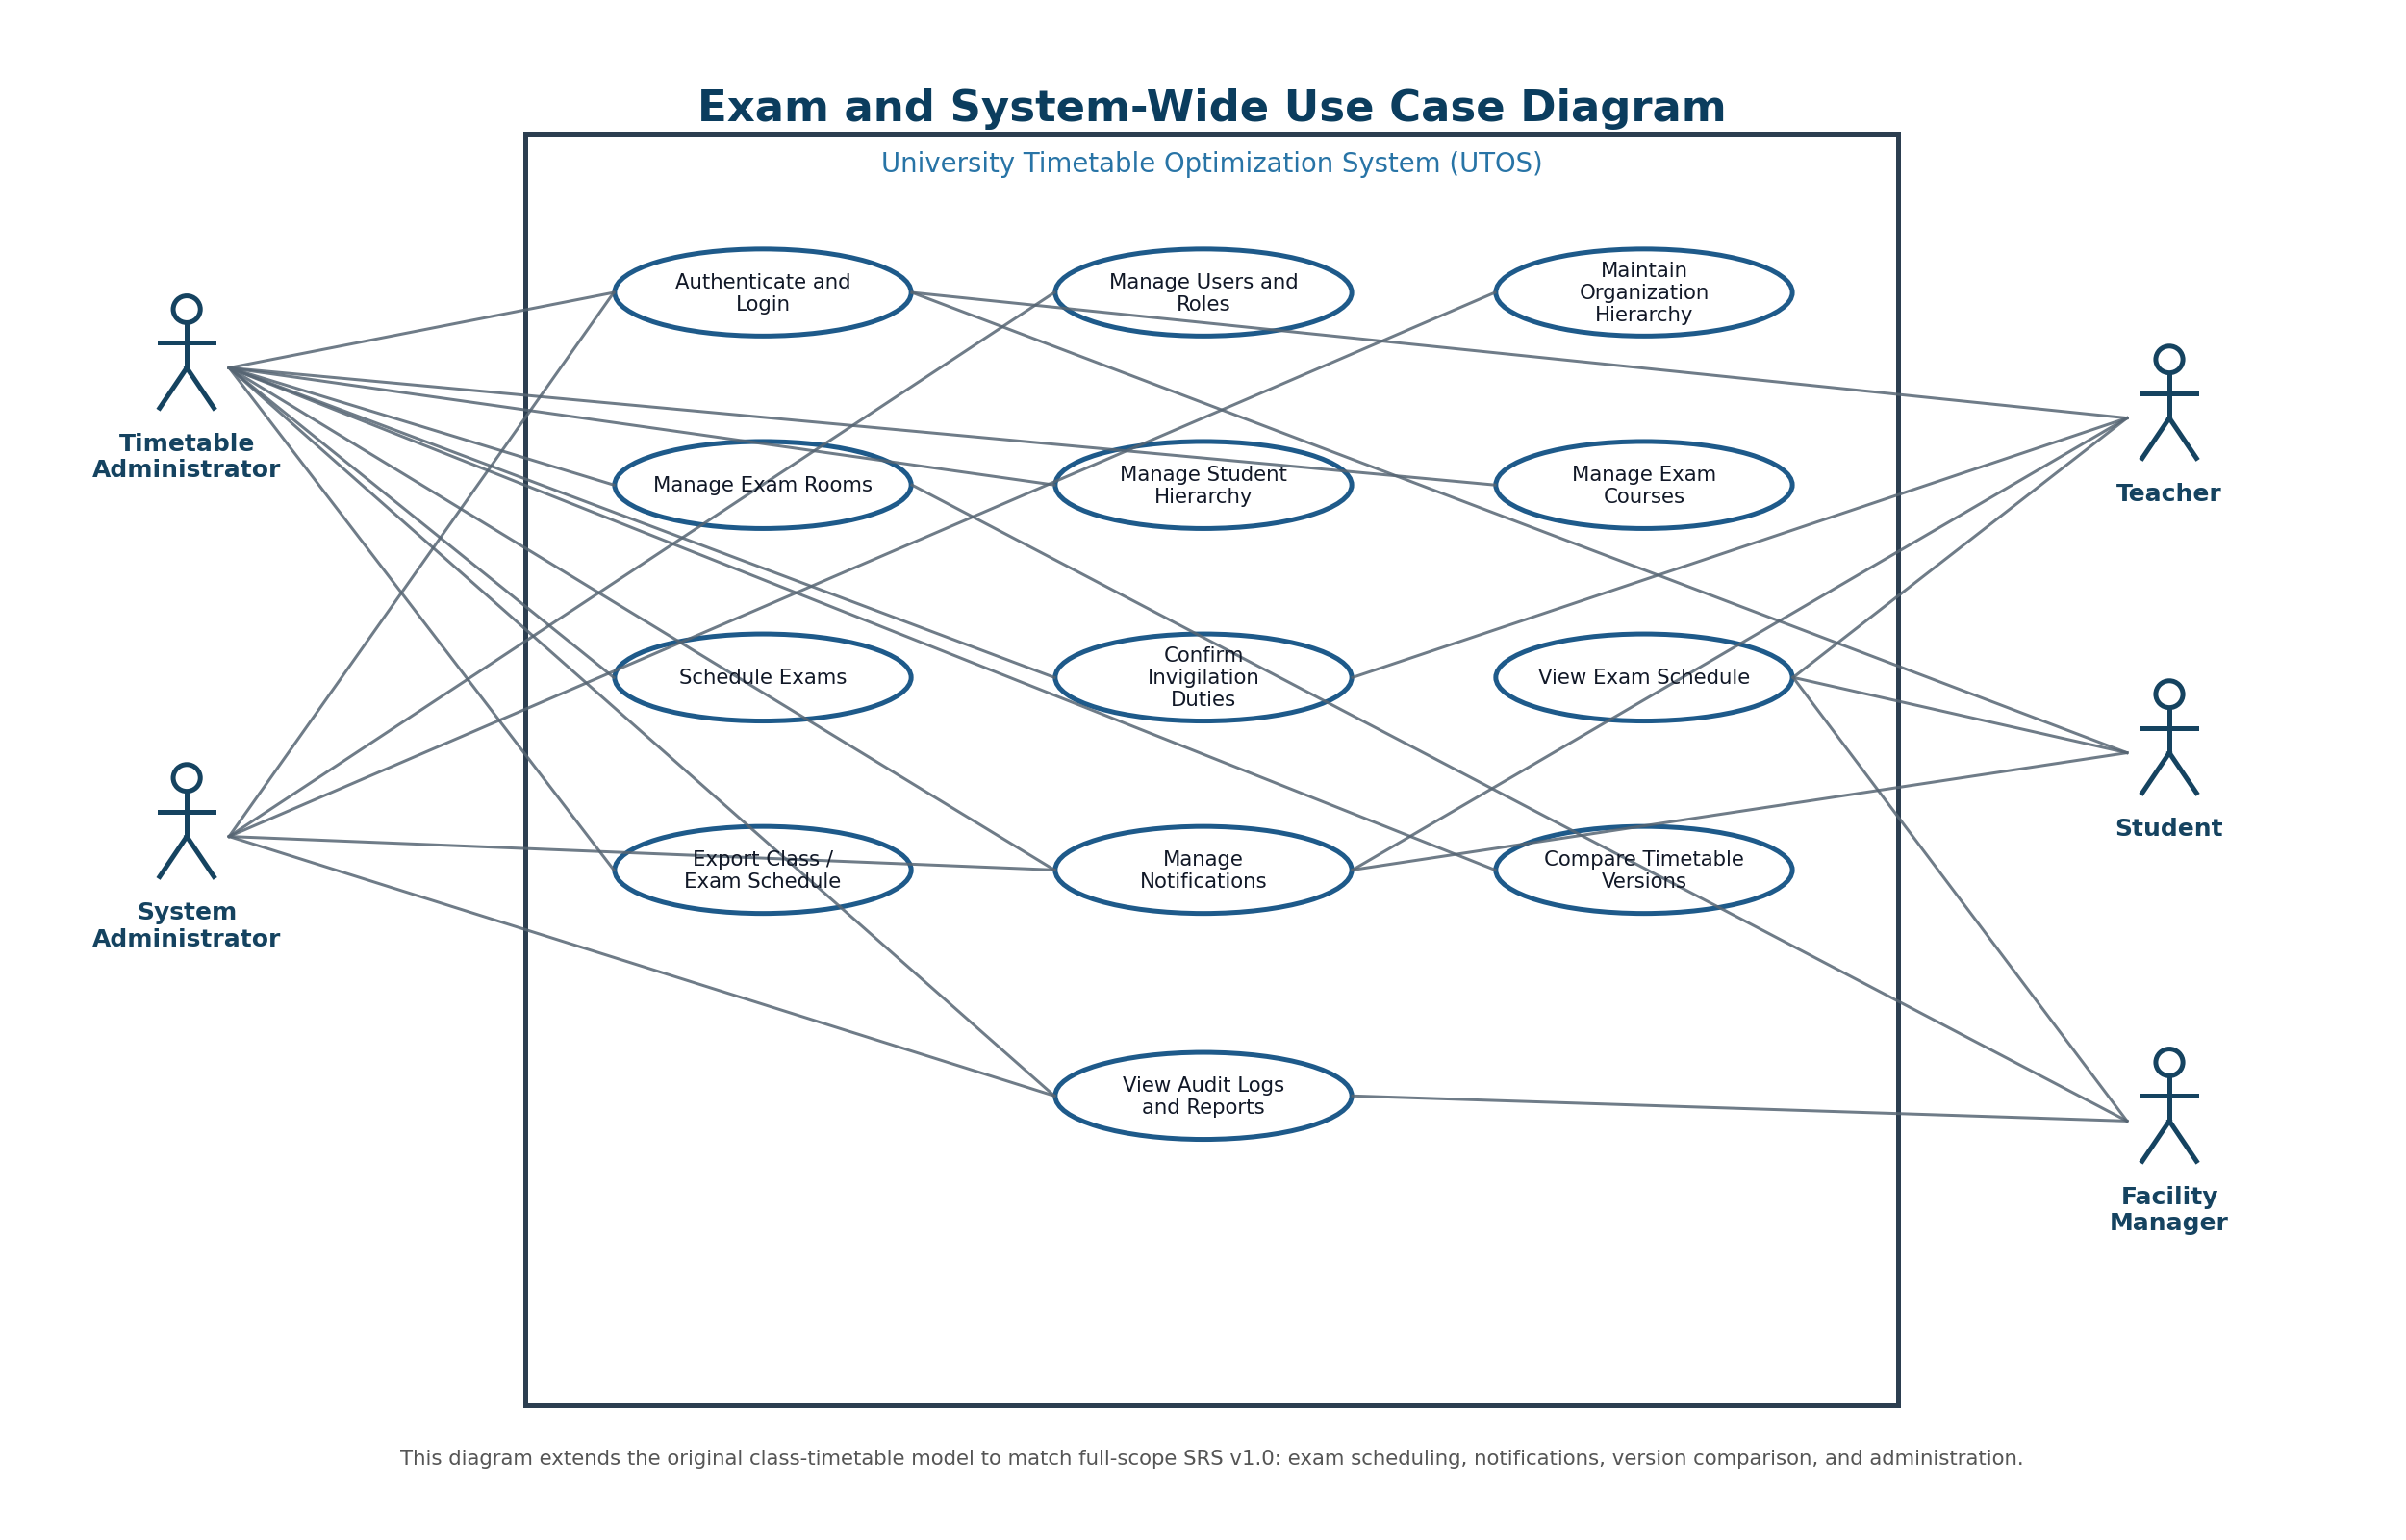 Exam and System-Wide Use Case Diagram
University Timetable Optimization System (UTOS)
Authenticate and
Login
Manage Users and
Roles
Maintain
Organization
Hierarchy
Timetable
Administrator
Manage Exam Rooms
Manage Student
Hierarchy
Manage Exam
Courses
Teacher
Schedule Exams
Confirm
Invigilation
Duties
View Exam Schedule
Student
System
Administrator
Export Class /
Exam Schedule
Manage
Notifications
Compare Timetable
Versions
View Audit Logs
and Reports
Facility
Manager
This diagram extends the original class-timetable model to match full-scope SRS v1.0: exam scheduling, notifications, version comparison, and administration.